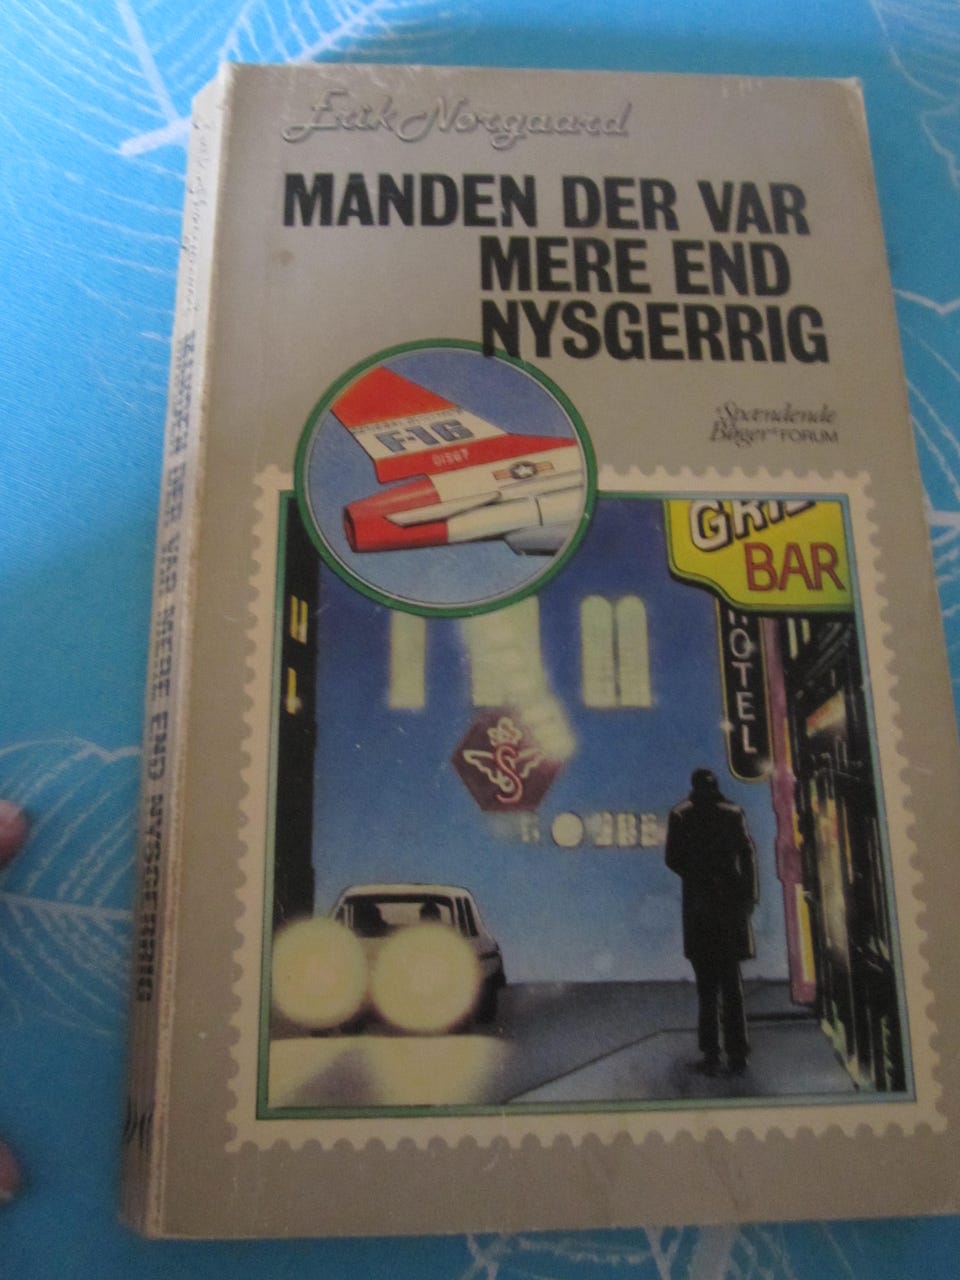 Erik Nørgaard
MANDEN DER VAR
MERE END
NYSGERRIG
Spændende
Bøger FORUM
F-16
01567
BAR
HOTEL
S
MANDEN DER VAR MERE END NYSGERRIG